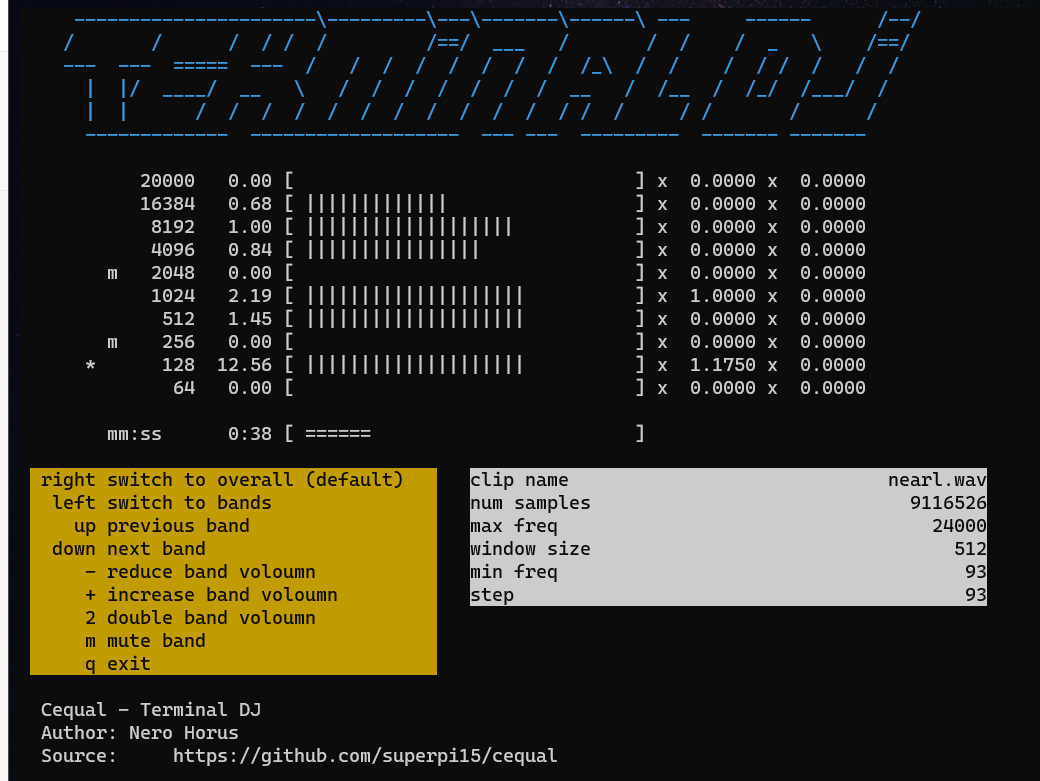 TERMINAL DJ
20000 0.00 [ ] x 0.0000 x 0.0000
16384 0.68 [ ||||||||||||| ] x 0.0000 x 0.0000
8192 1.00 [ ||||||||||||||||||| ] x 0.0000 x 0.0000
4096 0.84 [ |||||||||||||||| ] x 0.0000 x 0.0000
m 2048 0.00 [ ] x 0.0000 x 0.0000
1024 2.19 [ |||||||||||||||||||| ] x 1.0000 x 0.0000
512 1.45 [ |||||||||||||||||||| ] x 0.0000 x 0.0000
m 256 0.00 [ ] x 0.0000 x 0.0000
* 128 12.56 [ |||||||||||||||||||| ] x 1.1750 x 0.0000
64 0.00 [ ] x 0.0000 x 0.0000
mm:ss 0:38 [ ====== ]
right switch to overall (default)
left switch to bands
up previous band
down next band
- reduce band voloumn
+ increase band voloumn
2 double band voloumn
m mute band
q exit
clip name nearl.wav
num samples 9116526
max freq 24000
window size 512
min freq 93
step 93
Cequal - Terminal DJ
Author: Nero Horus
Source: https://github.com/superpi15/cequal